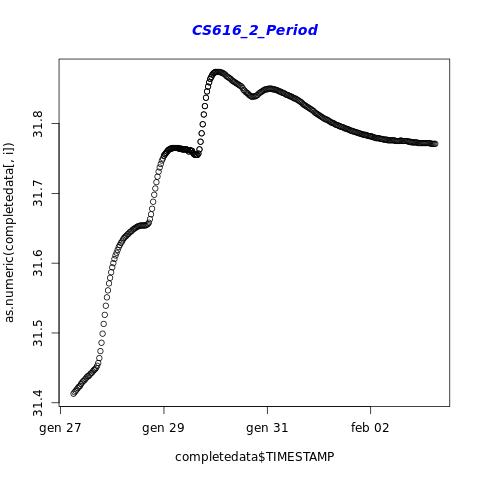 CS616_2_Period
as.numeric(completedata[, i])
31.8
31.7
31.6
31.5
31.4
gen 27 gen 29 gen 31 feb 02
completedata$TIMESTAMP